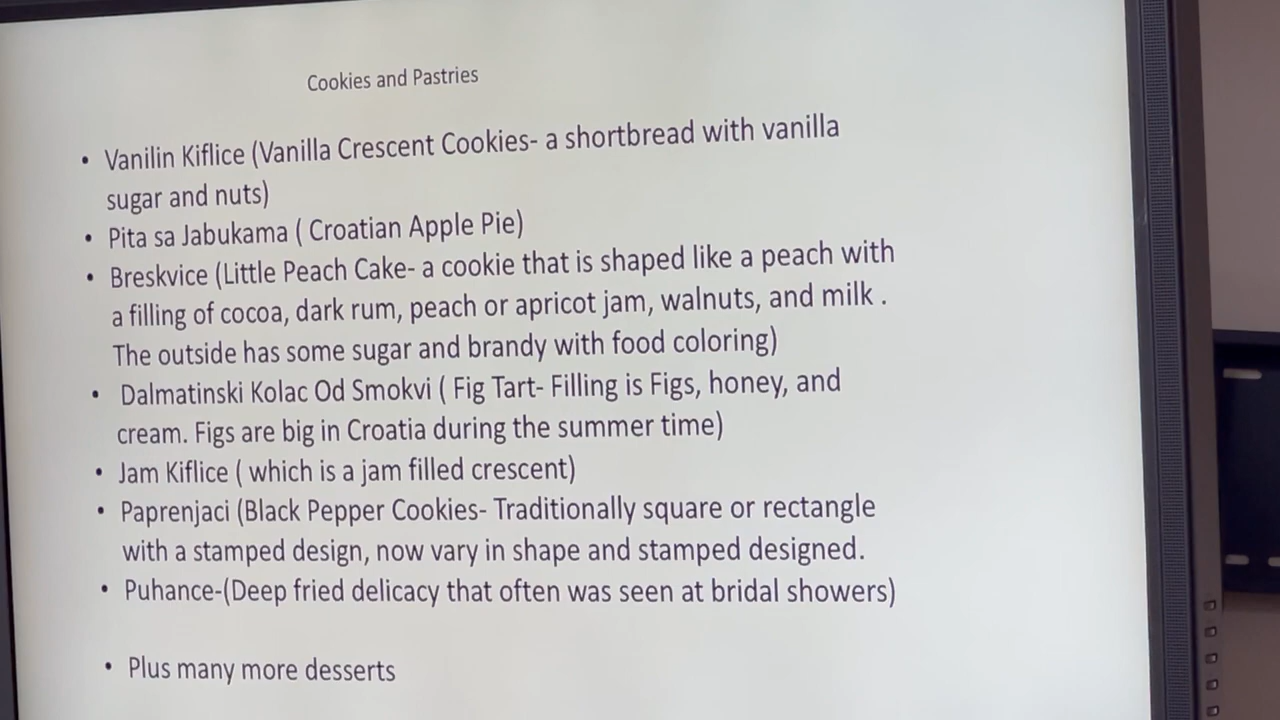 Cookies and Pastries
• Vanilin Kiflice (Vanilla Crescent Cookies- a shortbread with vanilla
sugar and nuts)
• Pita sa Jabukama ( Croatian Apple Pie)
• Breskvice (Little Peach Cake- a cookie that is shaped like a peach with
a filling of cocoa, dark rum, peach or apricot jam, walnuts, and milk .
The outside has some sugar and brandy with food coloring)
• Dalmatinski Kolac Od Smokvi ( Fig Tart- Filling is Figs, honey, and
cream. Figs are big in Croatia during the summer time)
• Jam Kiflice ( which is a jam filled crescent)
• Paprenjaci (Black Pepper Cookies- Traditionally square or rectangle
with a stamped design, now vary in shape and stamped designed.
• Puhance-(Deep fried delicacy that often was seen at bridal showers)
• Plus many more desserts